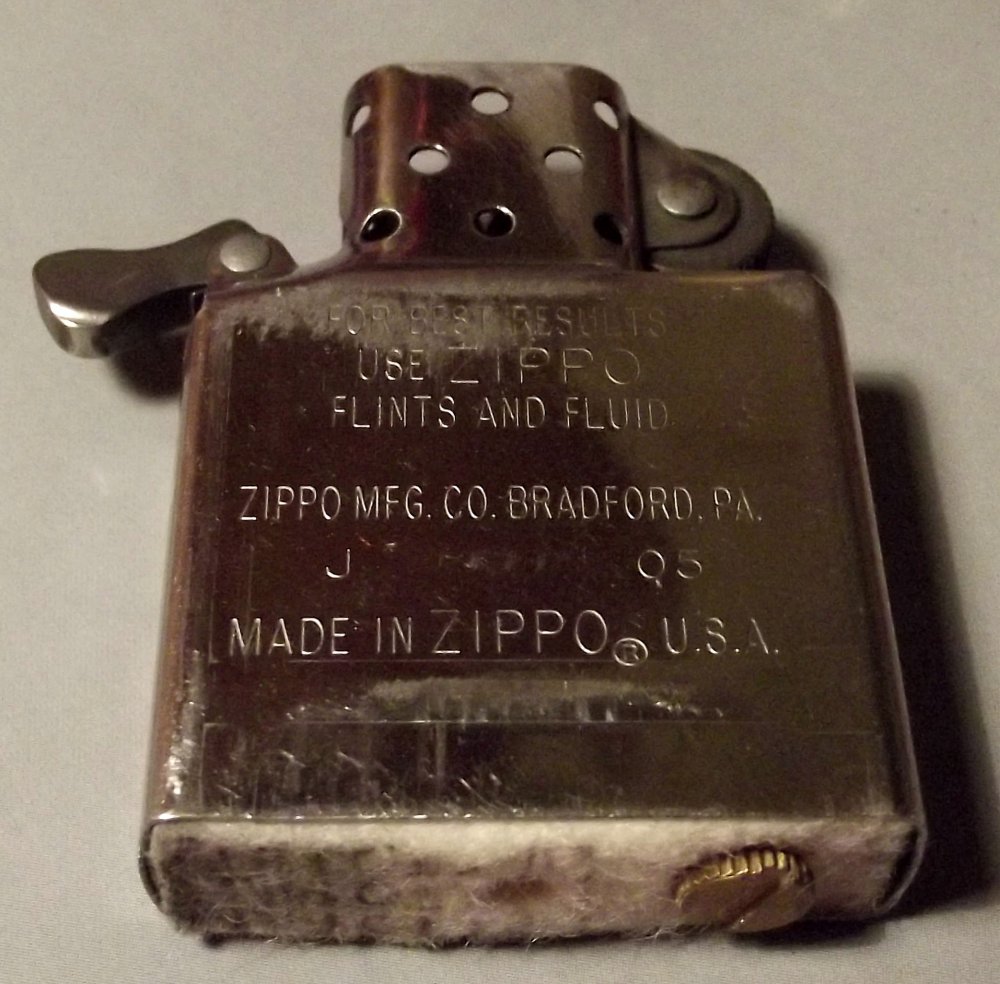 FOR BEST RESULTS
USE ZIPPO
FLINTS AND FLUID
ZIPPO MFG. CO. BRADFORD, PA.
J 05
MADE IN ZIPPO® U.S.A.